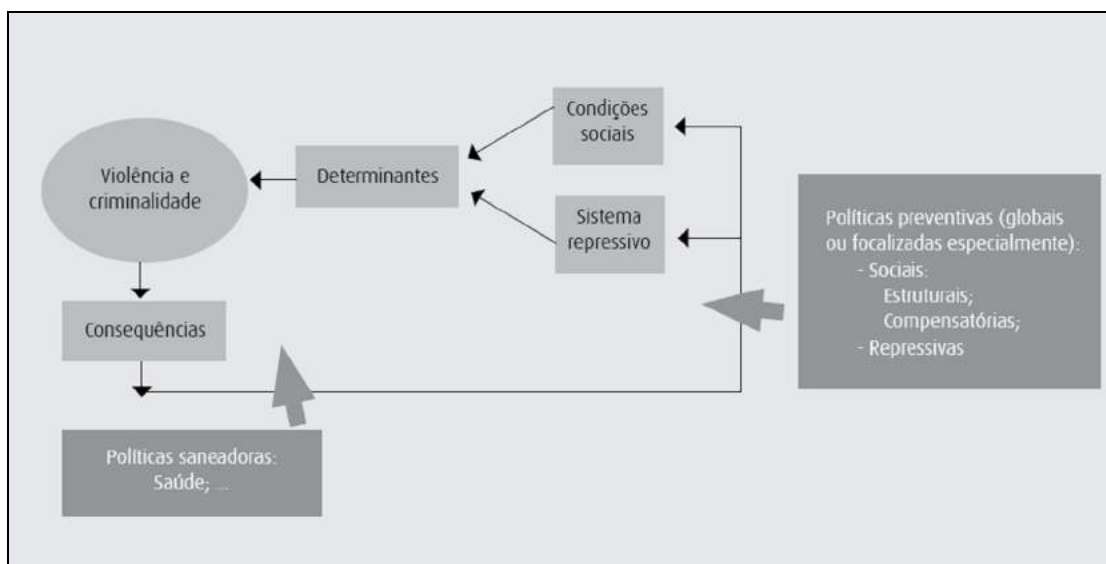 Violência e
criminalidade
Determinantes
Condições
sociais
Sistema
repressivo
Consequências
Políticas saneadoras:
Saúde; ...
Políticas preventivas (globais
ou focalizadas especialmente):
- Sociais:
Estruturais;
Compensatórias;
- Repressivas